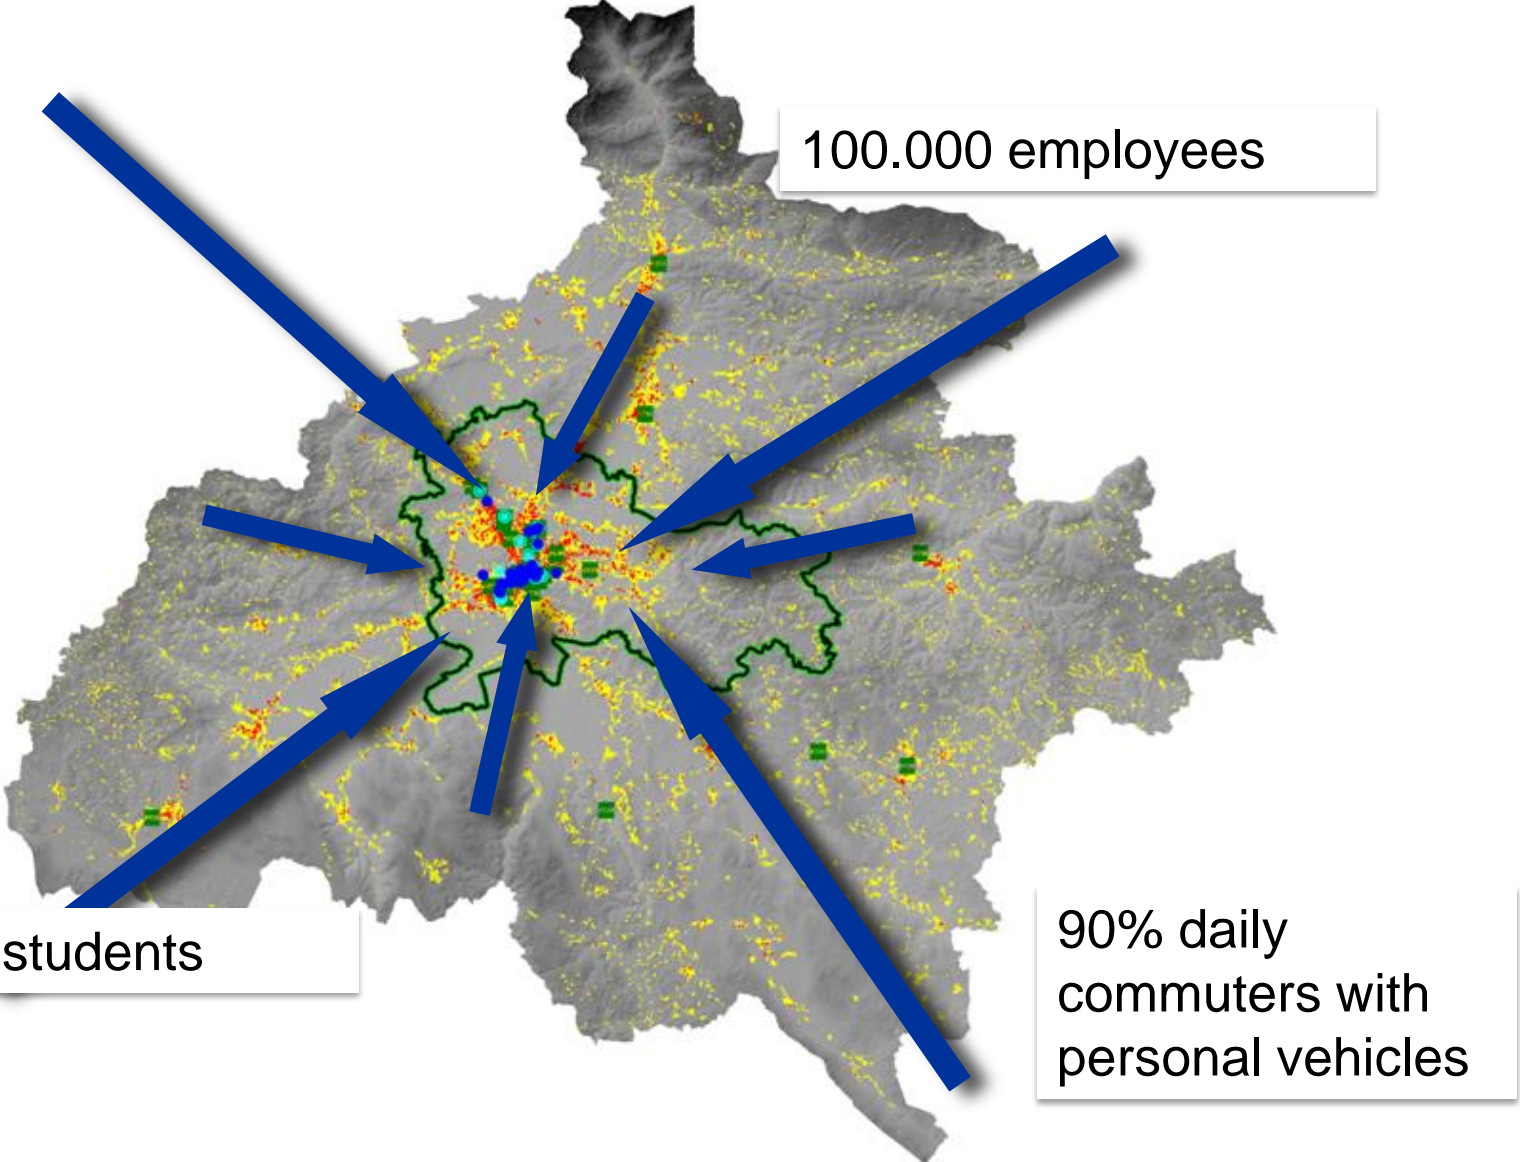 100.000 employees
students
90% daily
commuters with
personal vehicles